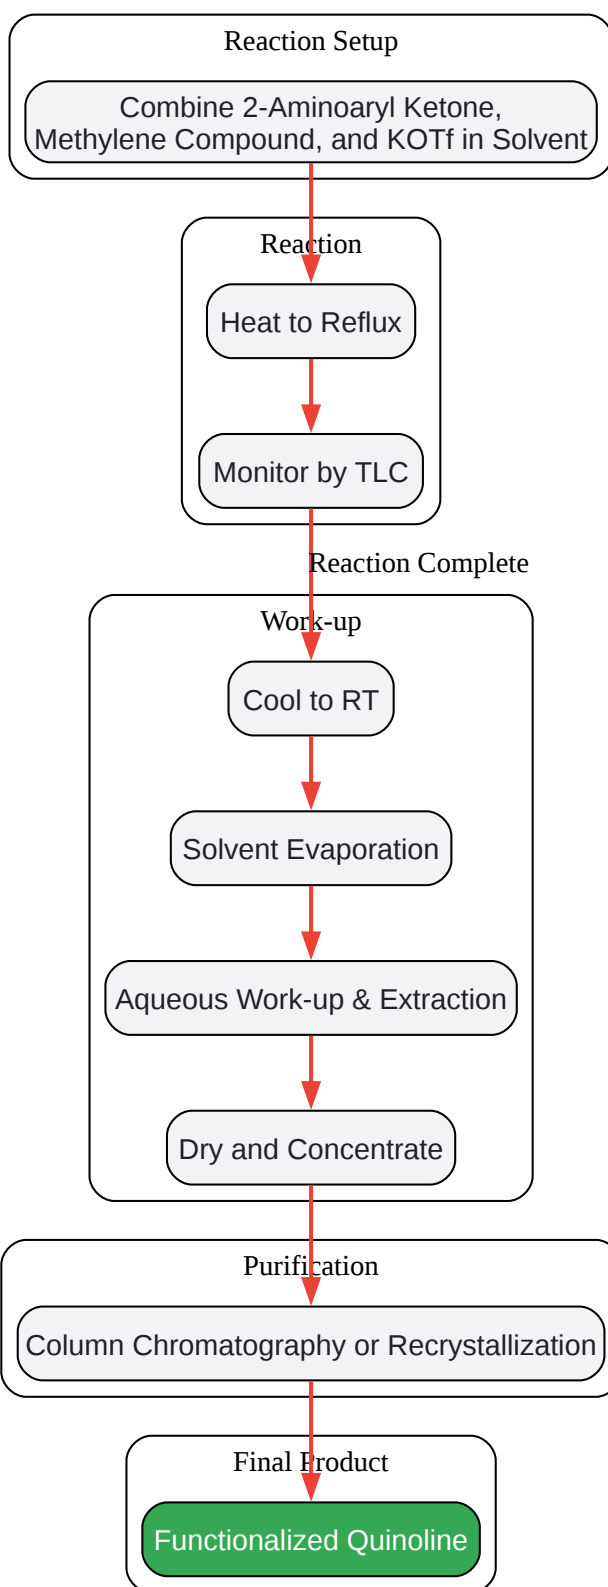 Reaction Setup
Combine 2-Aminoaryl Ketone,
Methylene Compound, and KOTf in Solvent
Reaction
Heat to Reflux
Monitor by TLC
Reaction Complete
Work-up
Cool to RT
Solvent Evaporation
Aqueous Work-up & Extraction
Dry and Concentrate
Purification
Column Chromatography or Recrystallization
Final Product
Functionalized Quinoline